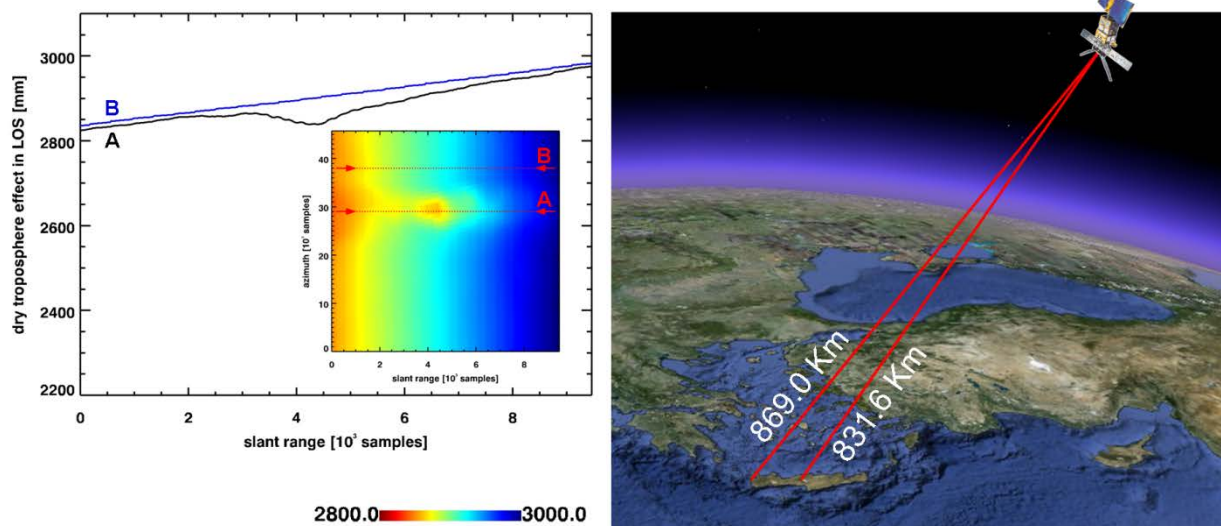 dry troposphere effect in LOS [mm]
3000
2800
2600
2400
2200
B
A
0
2
4
6
8
slant range [10³ samples]
azimuth [10³ samples]
40
30
20
10
0
B
A
0
2
4
6
8
slant range [10³ samples]
2800.0
3000.0
869.0 Km
831.6 Km